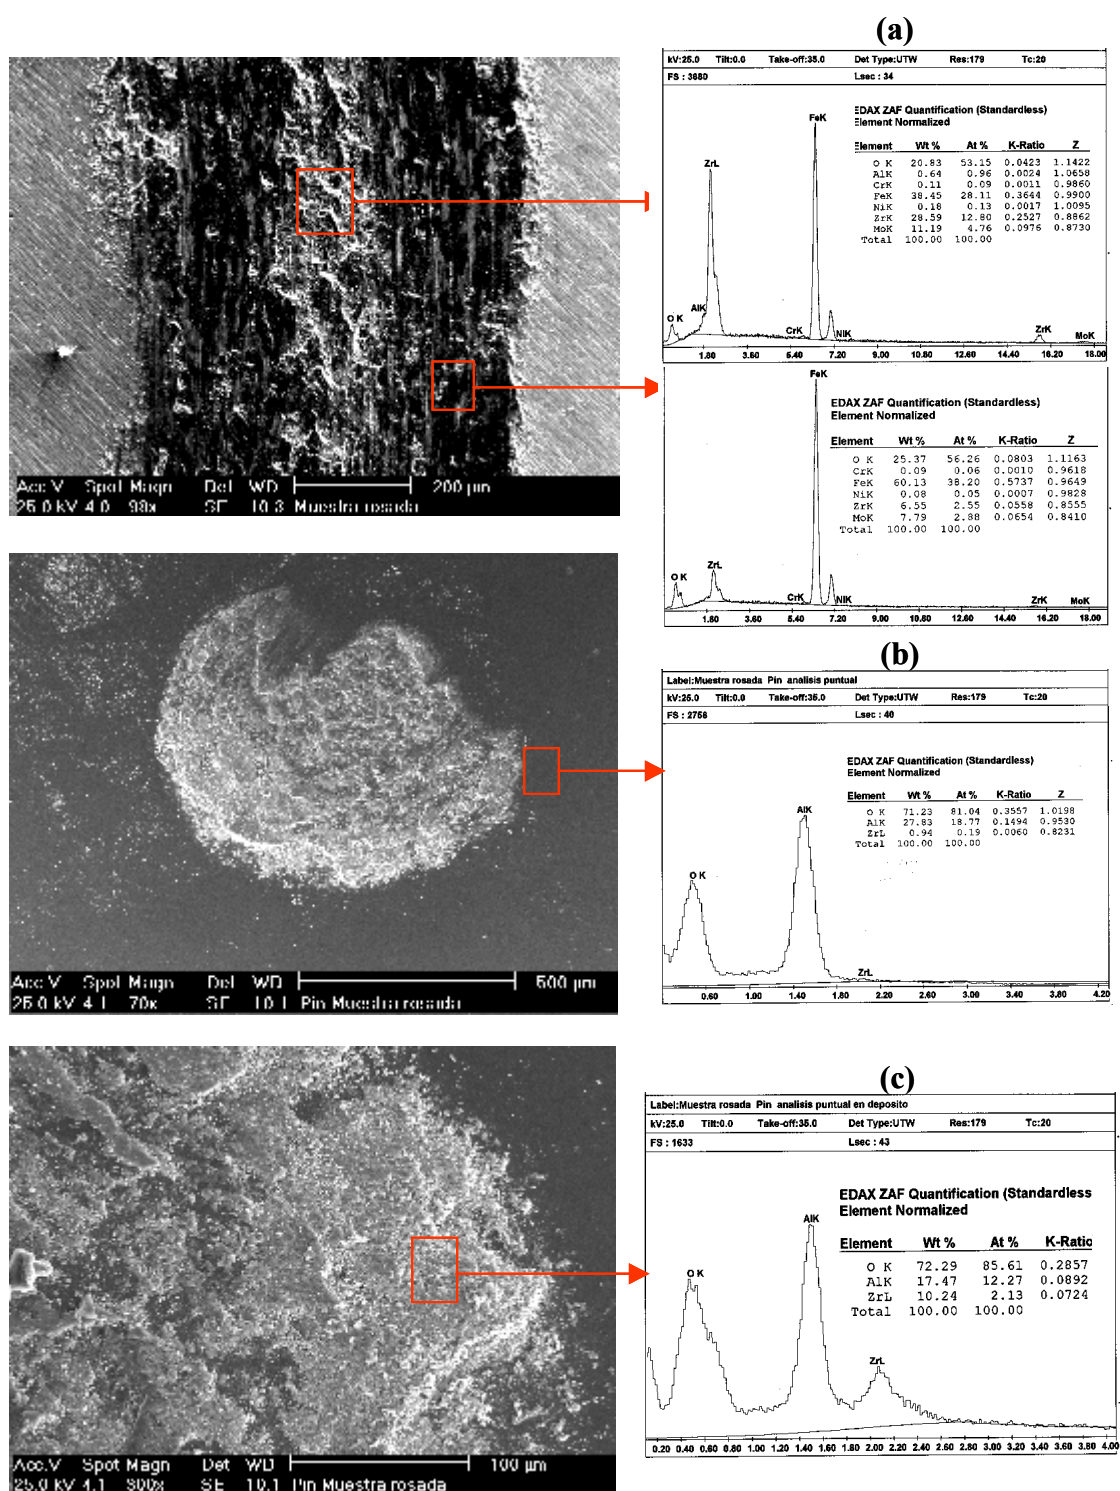 (a)
kV:25.0 Tilt:0.0 Take-off:35.0 Det Type:UTW Res:179 Tc:20
FS : 3680 Lsec : 34
EDAX ZAF Quantification (Standardless)
Element Normalized
Element Wt % At % K-Ratio Z
O K 20.83 53.15 0.0423 1.1422
AlK 0.64 0.96 0.0024 1.0658
CrK 0.11 0.09 0.0011 0.9860
FeK 38.45 28.11 0.3644 0.9900
NiK 0.18 0.13 0.0017 1.0095
ZrK 28.59 12.80 0.2527 0.8862
MoK 11.19 4.76 0.0976 0.8730
Total 100.00 100.00
FeK
ZrL
AlK
O K
CrK
NiK
ZrK
MoK
1.80 3.60 5.40 7.20 9.00 10.80 12.60 14.40 16.20 18.00
FeK
EDAX ZAF Quantification (Standardless)
Element Normalized
Element Wt % At % K-Ratio Z
O K 25.37 56.26 0.0803 1.1163
CrK 0.09 0.06 0.0010 0.9618
FeK 60.13 38.20 0.5737 0.9649
NiK 0.08 0.05 0.0007 0.9828
ZrK 6.55 2.55 0.0558 0.8555
MoK 7.79 2.88 0.0654 0.8410
Total 100.00 100.00
O K
ZrL
CrK
NiK
ZrK
MoK
1.80 3.60 5.40 7.20 9.00 10.80 12.60 14.40 16.20 18.00
Acc.V Spot Magn Det WD 200 µm
25.0 kV 4.0 98x SE 10.3 Muestra rosada
(b)
Label:Muestra rosada Pin analisis puntual
kV:25.0 Tilt:0.0 Take-off:35.0 Det Type:UTW Res:179 Tc:20
FS : 2758 Lsec : 40
EDAX ZAF Quantification (Standardless)
Element Normalized
Element Wt % At % K-Ratio Z
O K 71.23 81.04 0.3557 1.0198
AlK 27.83 18.77 0.1494 0.9530
ZrL 0.94 0.19 0.0060 0.8231
Total 100.00 100.00
AlK
O K
ZrL
0.60 1.00 1.40 2.20 2.60 3.00 3.40 3.80 4.20
Acc.V Spot Magn Det WD 500 µm
25.0 kV 4.1 70x SE 10.1 Pin Muestra rosada
(c)
Label:Muestra rosada Pin analisis puntual en deposito
kV:25.0 Tilt:0.0 Take-off:35.0 Det Type:UTW Res:179 Tc:20
FS : 1633 Lsec : 43
EDAX ZAF Quantification (Standardless
Element Normalized
Element Wt % At % K-Ratio
O K 72.29 85.61 0.2857
AlK 17.47 12.27 0.0892
ZrL 10.24 2.13 0.0724
Total 100.00 100.00
AlK
O K
ZrL
0.20 0.40 0.60 0.80 1.00 1.20 1.40 1.60 1.80 2.00 2.20 2.40 2.60 2.80 3.00 3.20 3.40 3.60 3.80 4.00
Acc.V Spot Magn Det WD 100 µm
25.0 kV 4.1 300x SE 10.1 Pin Muestra rosada